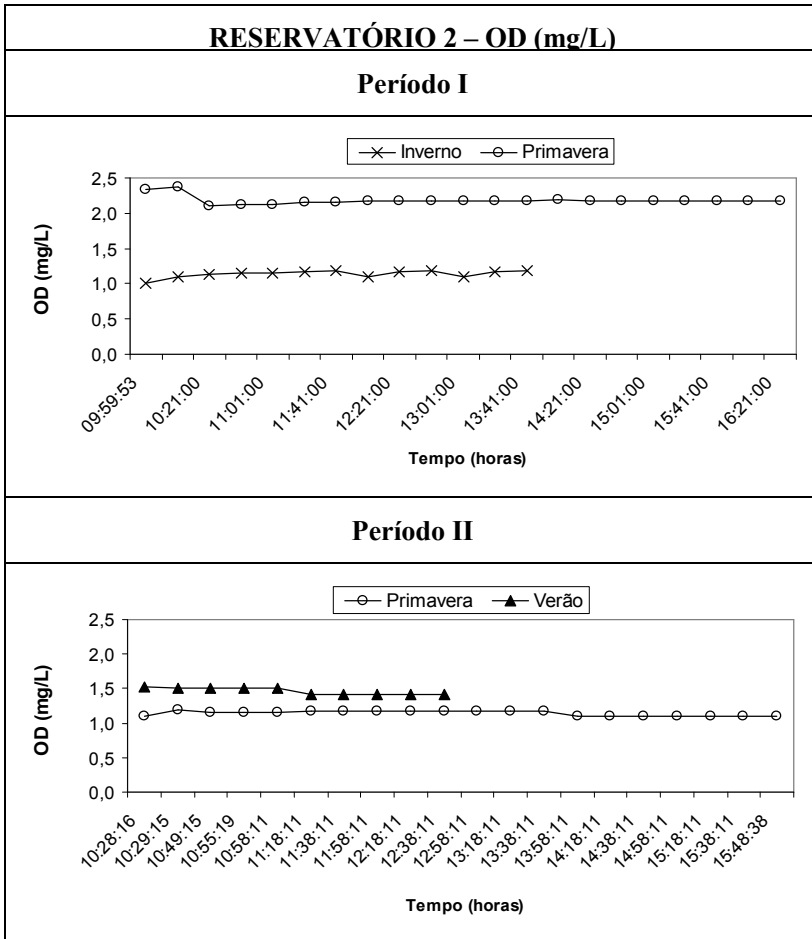 RESERVATÓRIO 2 – OD (mg/L)
Período I
Inverno Primavera
2,5
2,0
1,5
1,0
0,5
0,0
OD (mg/L)
09:59:53 10:21:00 11:01:00 11:41:00 12:21:00 13:01:00 13:41:00 14:21:00 15:01:00 15:41:00 16:21:00
Tempo (horas)
Período II
Primavera Verão
2,5
2,0
1,5
1,0
0,5
0,0
OD (mg/L)
10:28:16 10:29:15 10:49:15 10:55:19 10:58:11 11:18:11 11:38:11 11:58:11 12:18:11 12:38:11 12:58:11 13:18:11 13:38:11 13:58:11 14:18:11 14:38:11 14:58:11 15:18:11 15:38:11 15:48:38
Tempo (horas)